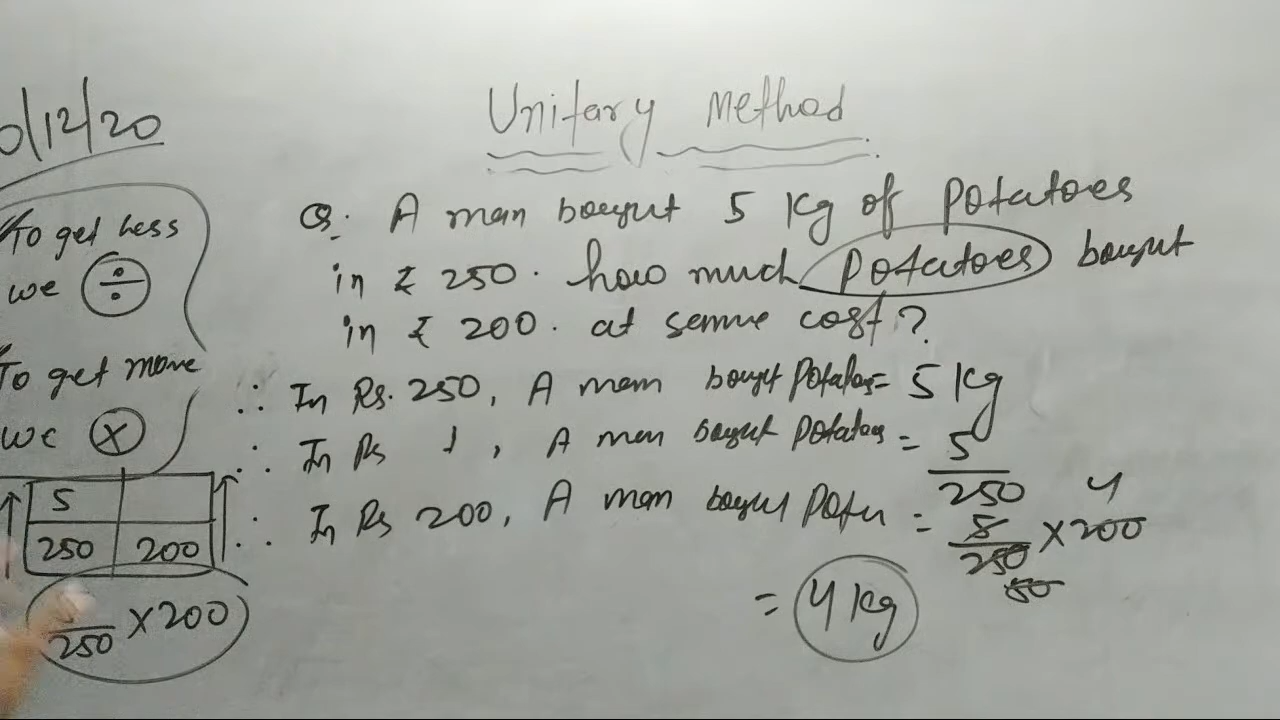 0/12/20
Unitary Method
To get Less
we ÷
To get more
we ×
5
250 200
/250 × 200
Q. A man bought 5 Kg of Potatoes
in ₹ 250. how much Potatoes bought
in ₹ 200. at same cost?
∴ In Rs. 250, A man bought Potatoes = 5 Kg
∴ In Rs 1, A man bought Potatoes = 5/250
∴ In Rs 200, A man bought Potu = 5/250 × 200
4
50
= 4 Kg